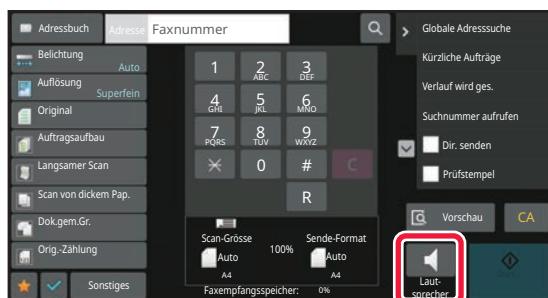 Adressbuch
Adresse
Faxnummer
Globale Adresssuche
Belichtung
Auto
Auflösung
Superfein
Original
Auftragsaufbau
Langsamer Scan
Scan von dickem Pap.
Dok.gem.Gr.
Orig.-Zählung
Sonstiges
1
2
ABC
3
DEF
4
GHI
5
JKL
6
MNO
7
PQRS
8
TUV
9
WXYZ
0
#
C
R
Scan-Grösse
Auto
A4
100%
Sende-Format
Auto
A4
Faxempfangsspeicher: 0%
Kürzliche Aufträge
Verlauf wird ges.
Suchnummer aufrufen
Dir. senden
Prüfstempel
Vorschau
CA
Laut-
sprecher